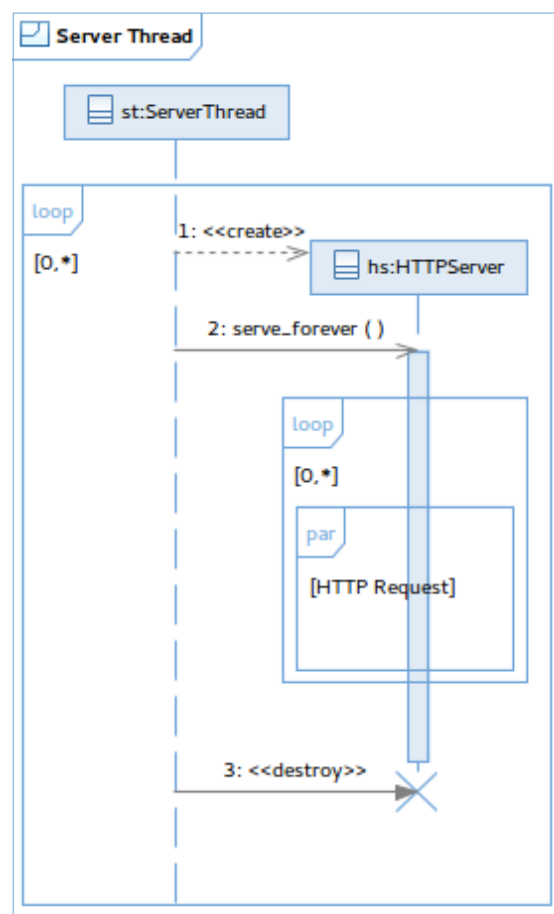 Server Thread
st:ServerThread
loop
[0,*]
1: <<create>>
hs:HTTPServer
2: serve_forever ( )
loop
[0,*]
par
[HTTP Request]
3: <<destroy>>